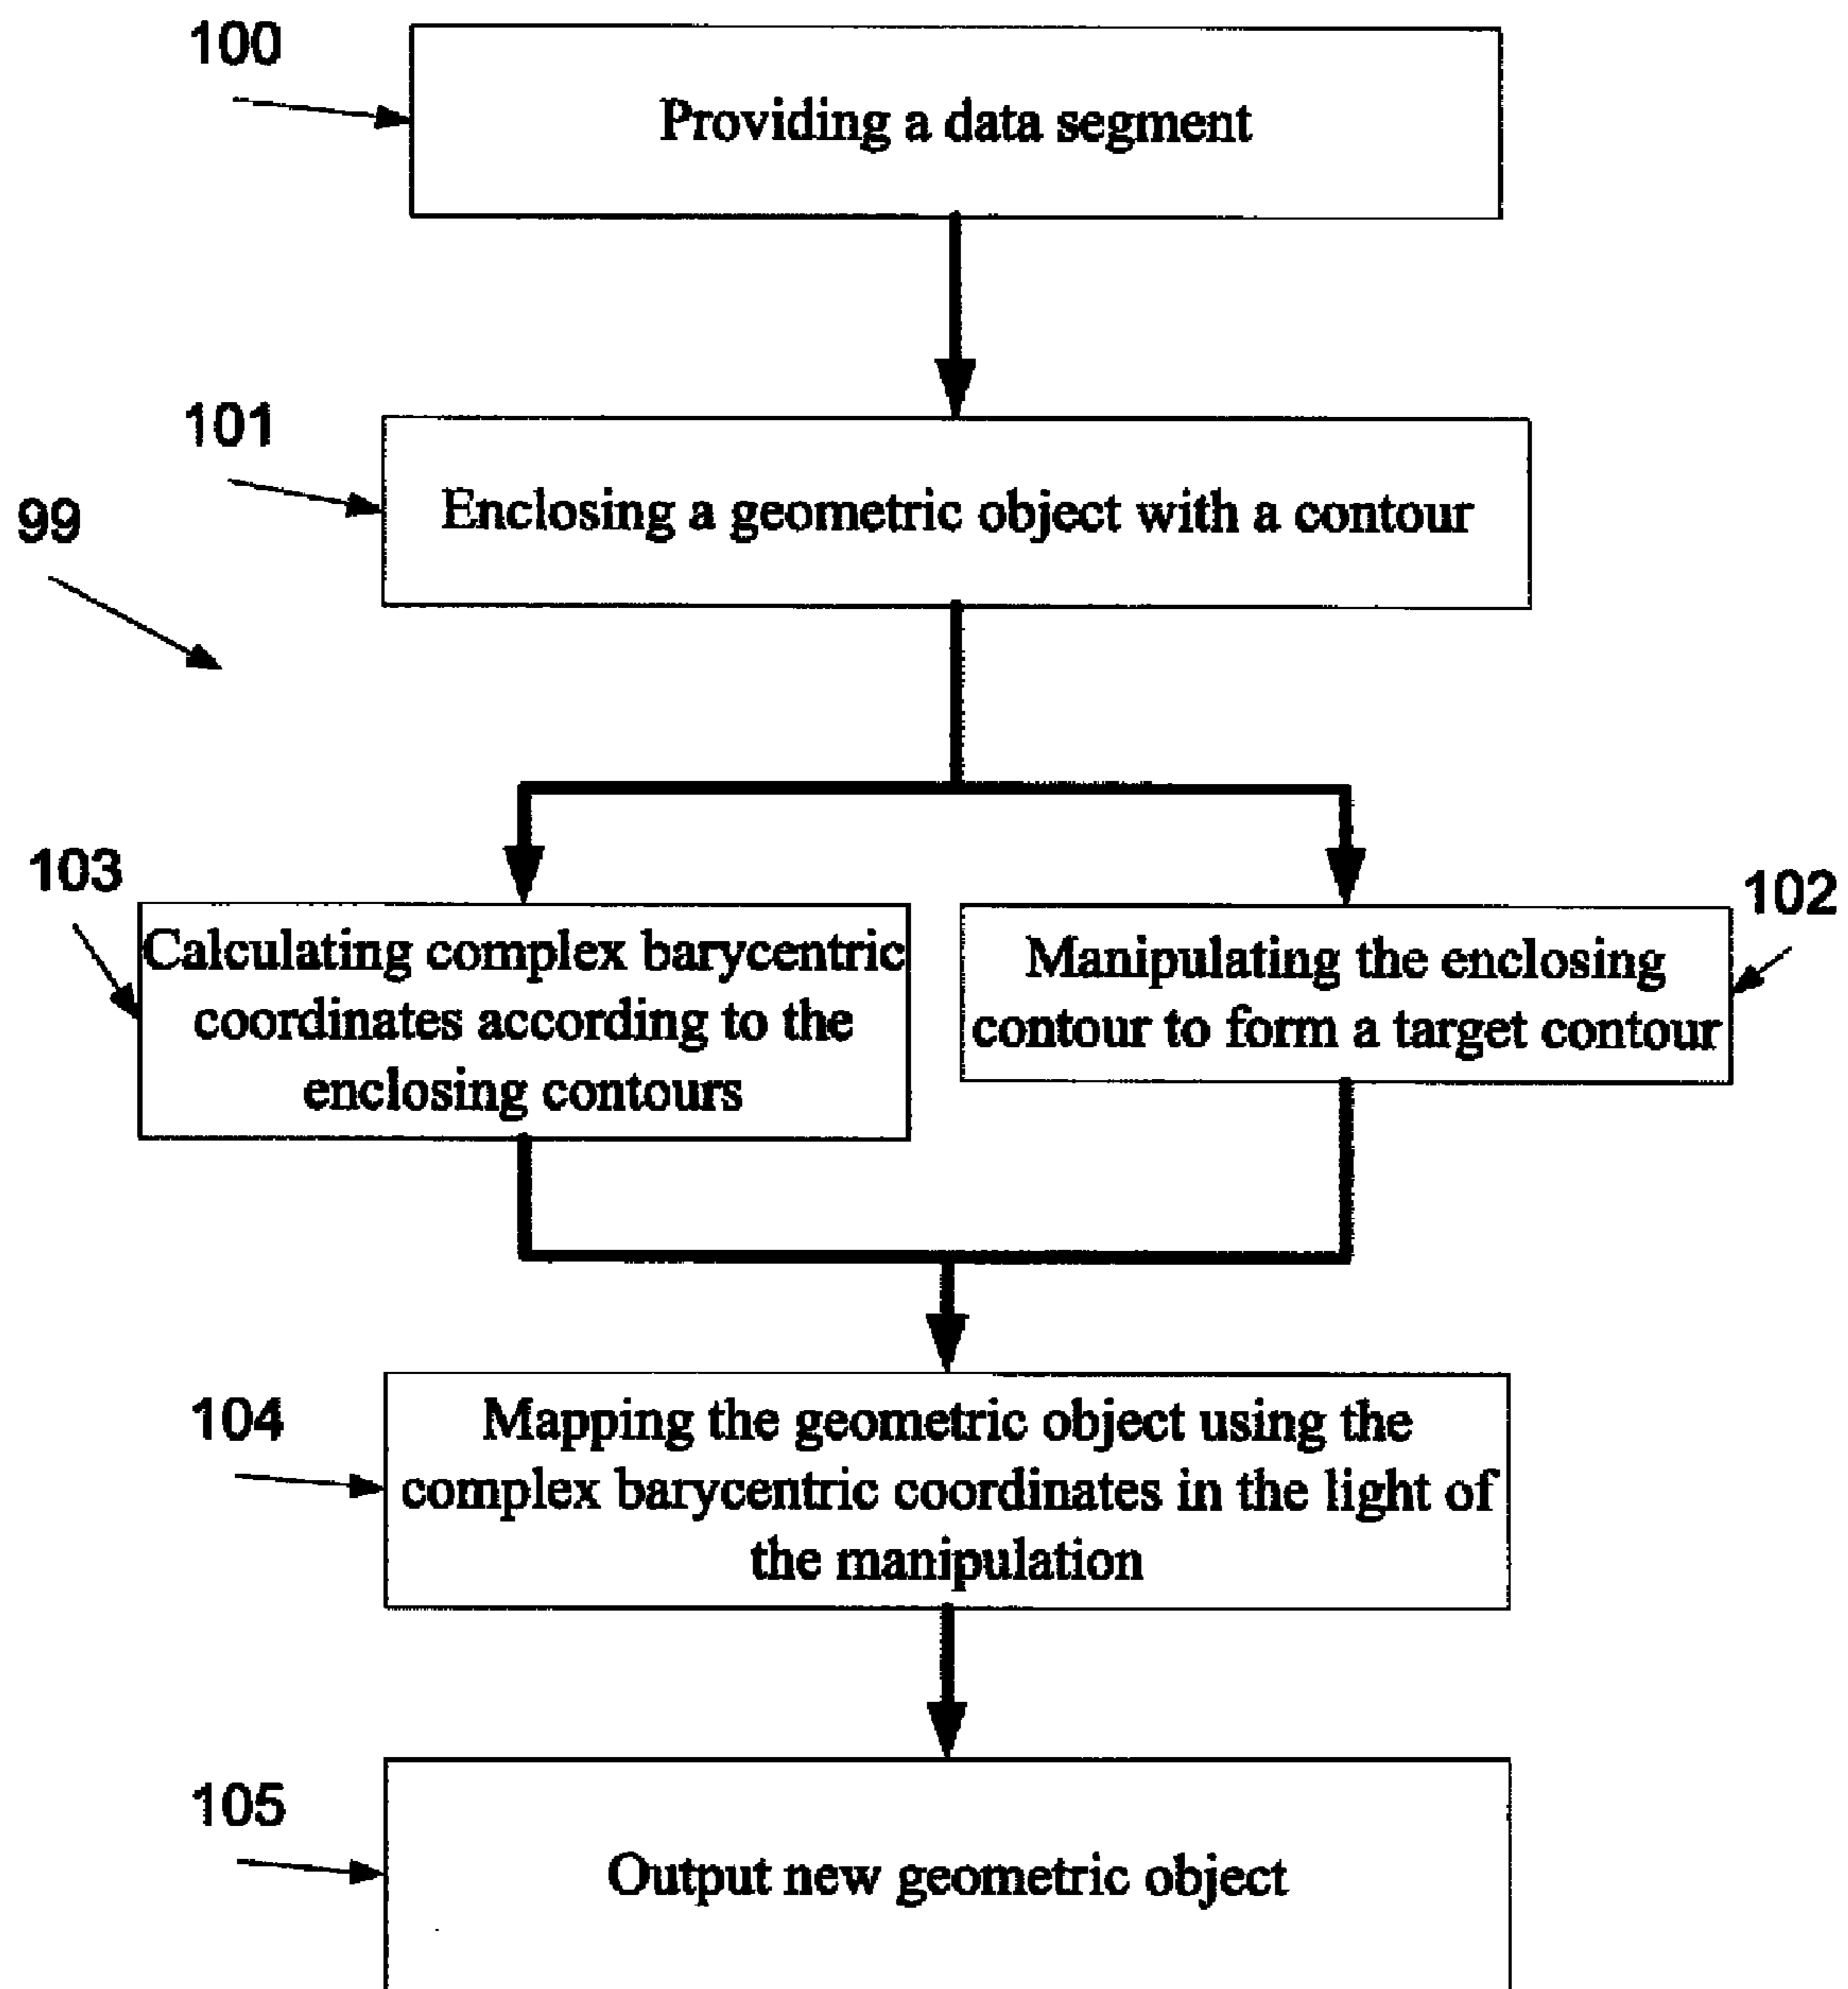 100
Providing a data segment
101
Enclosing a geometric object with a contour
99
103
Calculating complex barycentric
coordinates according to the
enclosing contours
102
Manipulating the enclosing
contour to form a target contour
104
Mapping the geometric object using the
complex barycentric coordinates in the light of
the manipulation
105
Output new geometric object